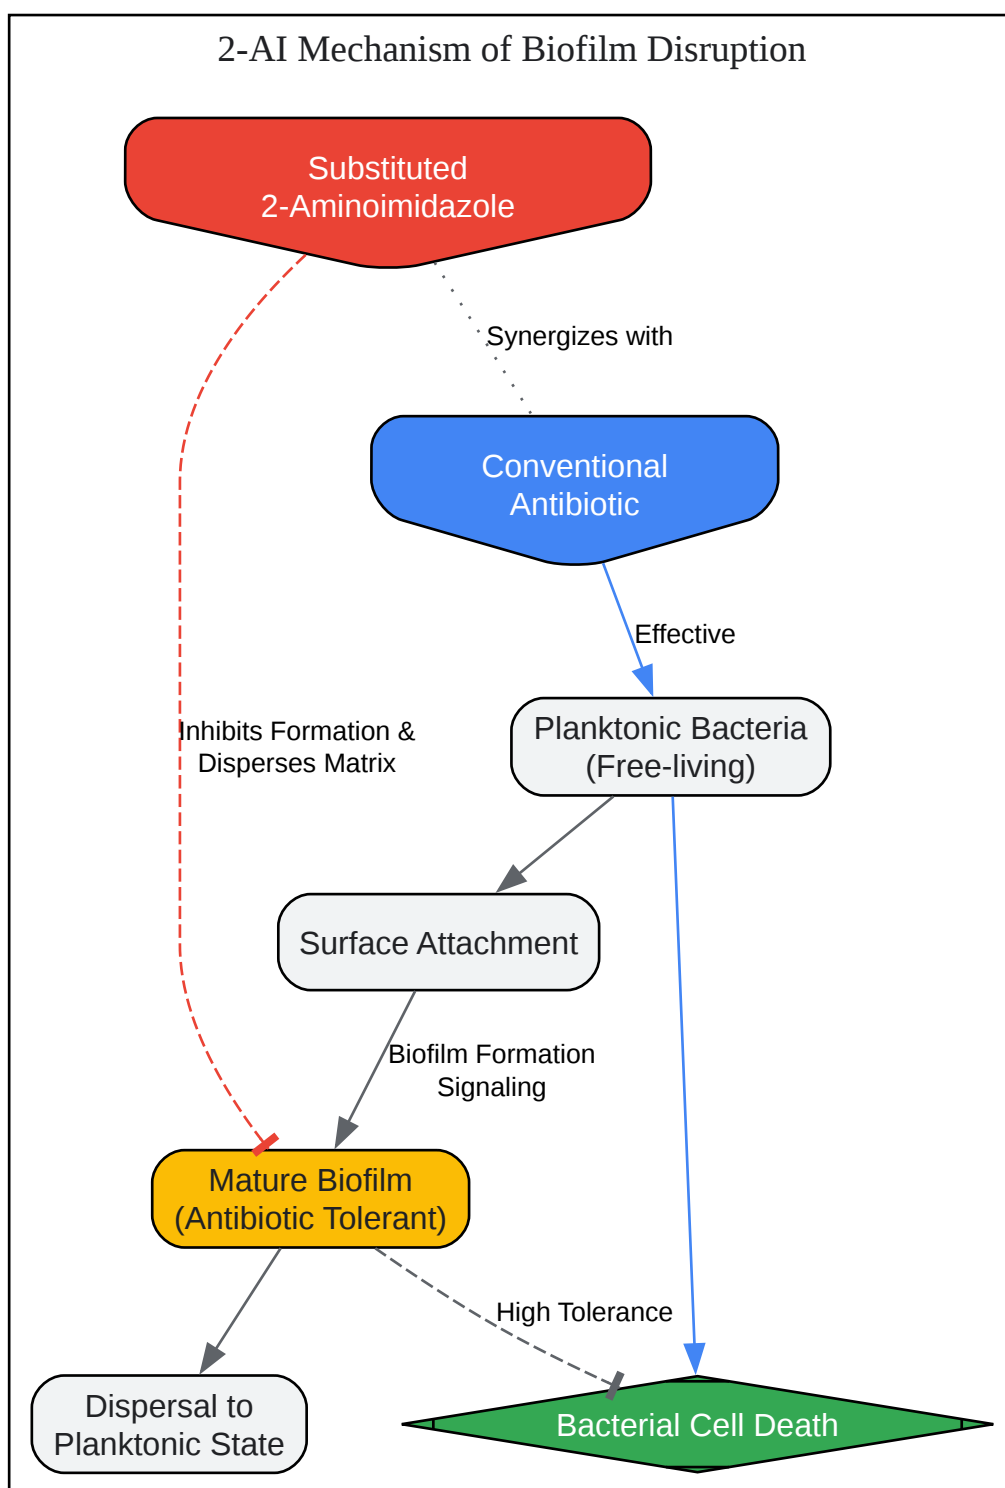 2-AI Mechanism of Biofilm Disruption
Substituted
2-Aminoimidazole
Synergizes with
Conventional
Antibiotic
Effective
Inhibits Formation &
Disperses Matrix
Planktonic Bacteria
(Free-living)
Surface Attachment
Biofilm Formation
Signaling
Mature Biofilm
(Antibiotic Tolerant)
High Tolerance
Dispersal to
Planktonic State
Bacterial Cell Death